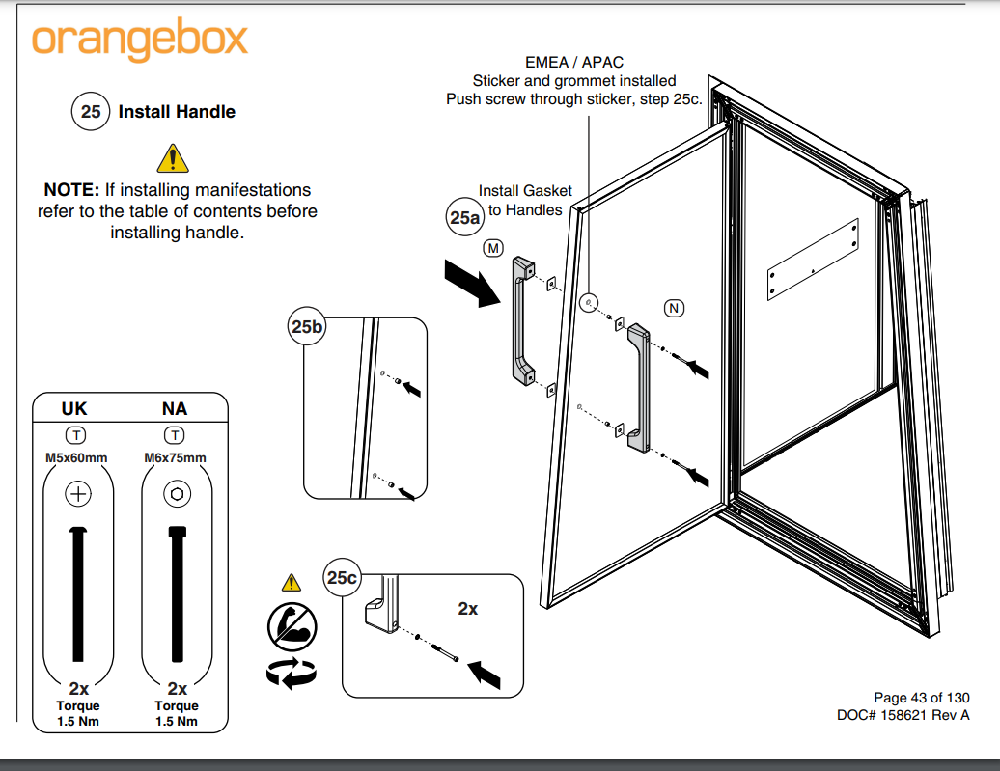 orangebox
EMEA / APAC
Sticker and grommet installed
Push screw through sticker, step 25c.
25 Install Handle
NOTE: If installing manifestations
refer to the table of contents before
installing handle.
Install Gasket
to Handles
25a
M
N
25b
UK NA
T T
M5x60mm M6x75mm
25c
2x
2x 2x
Torque Torque
1.5 Nm 1.5 Nm
Page 43 of 130
DOC# 158621 Rev A